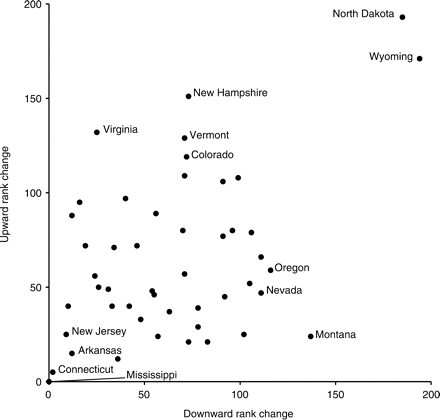 200
North Dakota
Wyoming
150
New Hampshire
Virginia
Vermont
Colorado
Upward rank change
100
Oregon
50
Nevada
New Jersey
Montana
Arkansas
Connecticut
Mississippi
0
0
50
100
150
200
Downward rank change